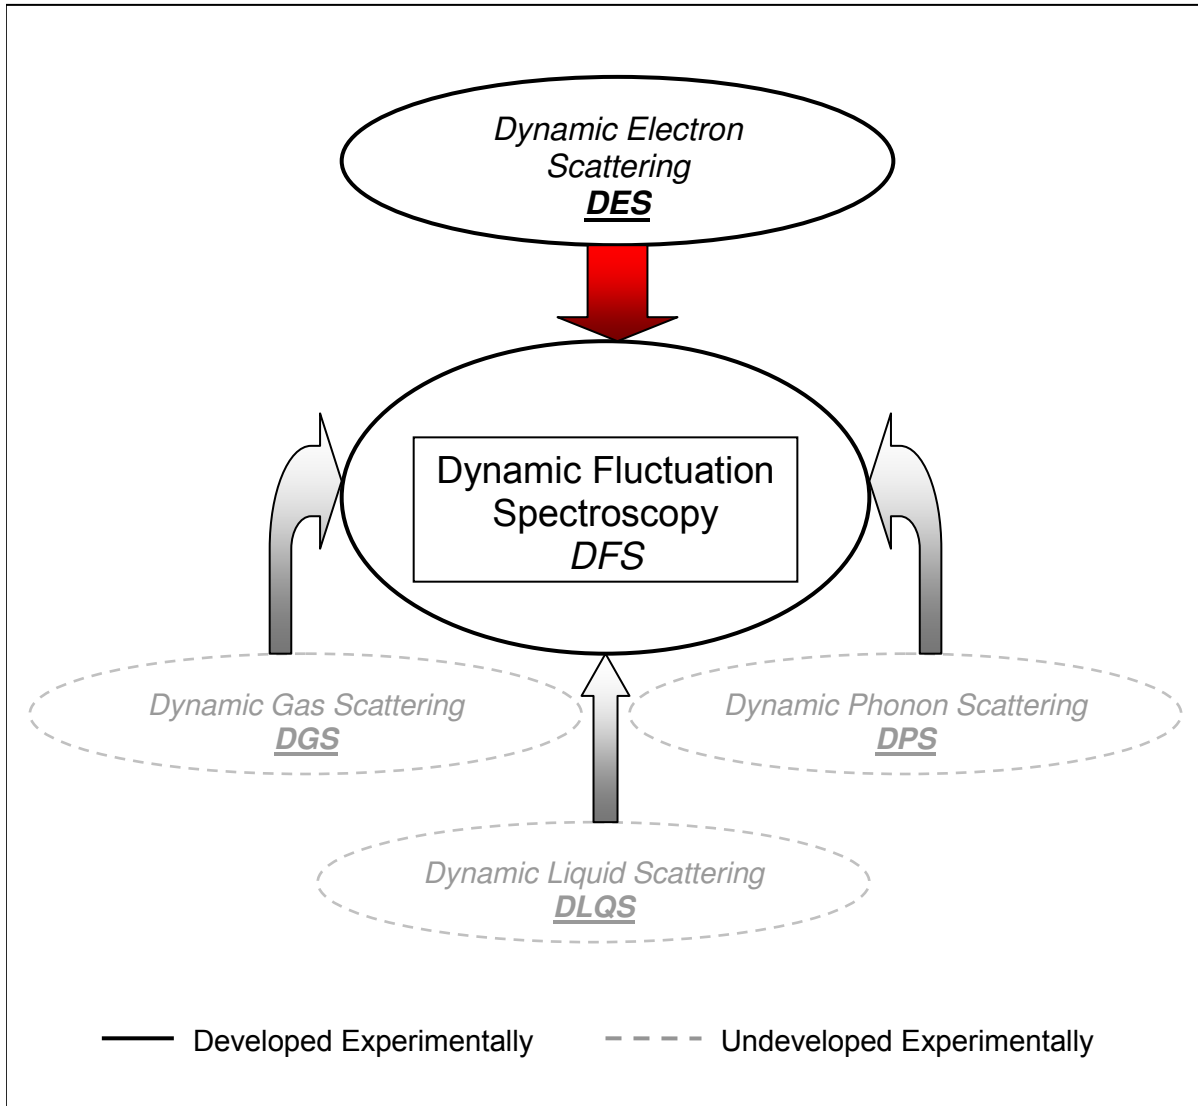 Dynamic Electron
Scattering
DES
Dynamic Fluctuation
Spectroscopy
DFS
Dynamic Gas Scattering
DGS
Dynamic Phonon Scattering
DPS
Dynamic Liquid Scattering
DLQS
Developed Experimentally
Undeveloped Experimentally